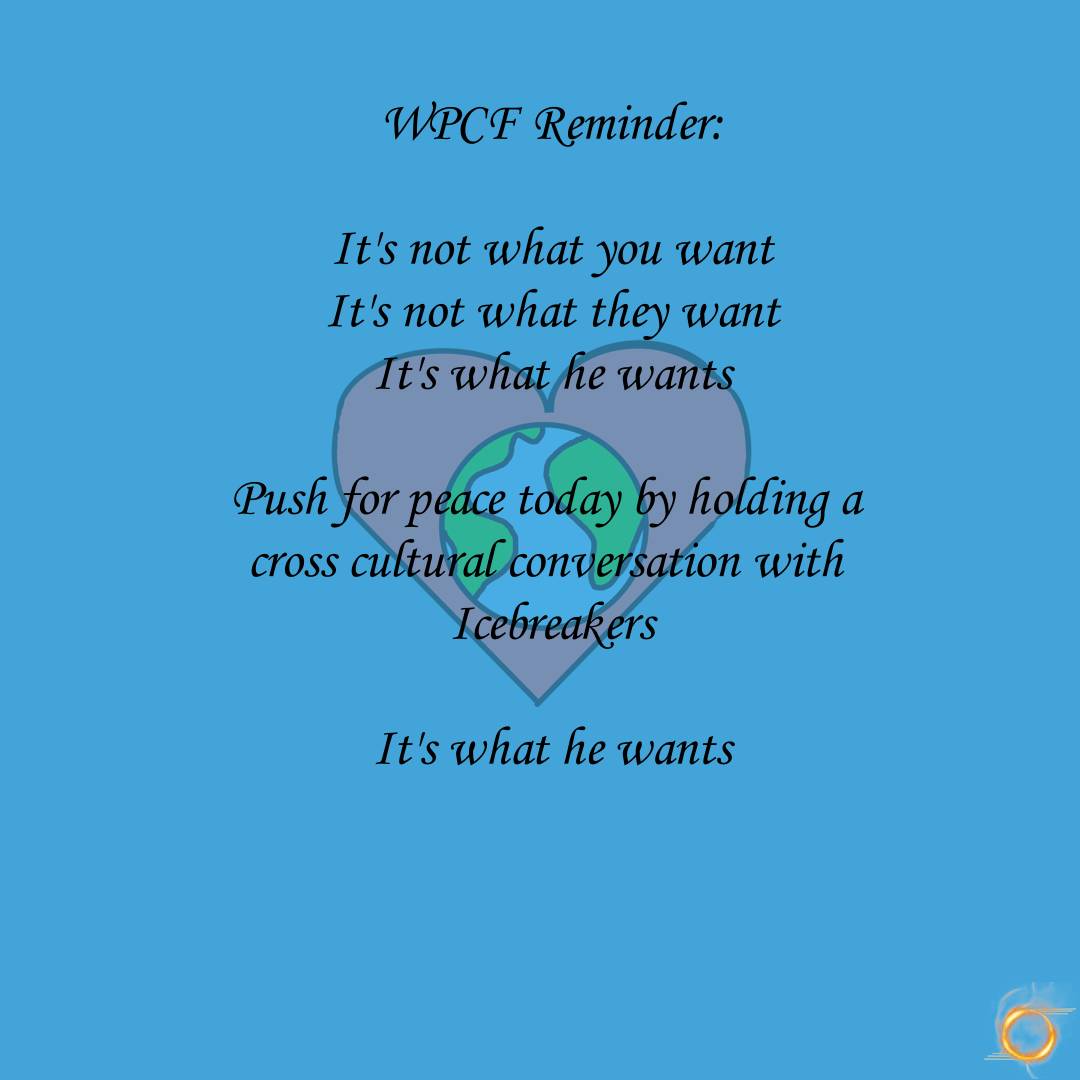 WPCF Reminder:
It's not what you want
It's not what they want
It's what he wants
Push for peace today by holding a
cross cultural conversation with
Icebreakers
It's what he wants